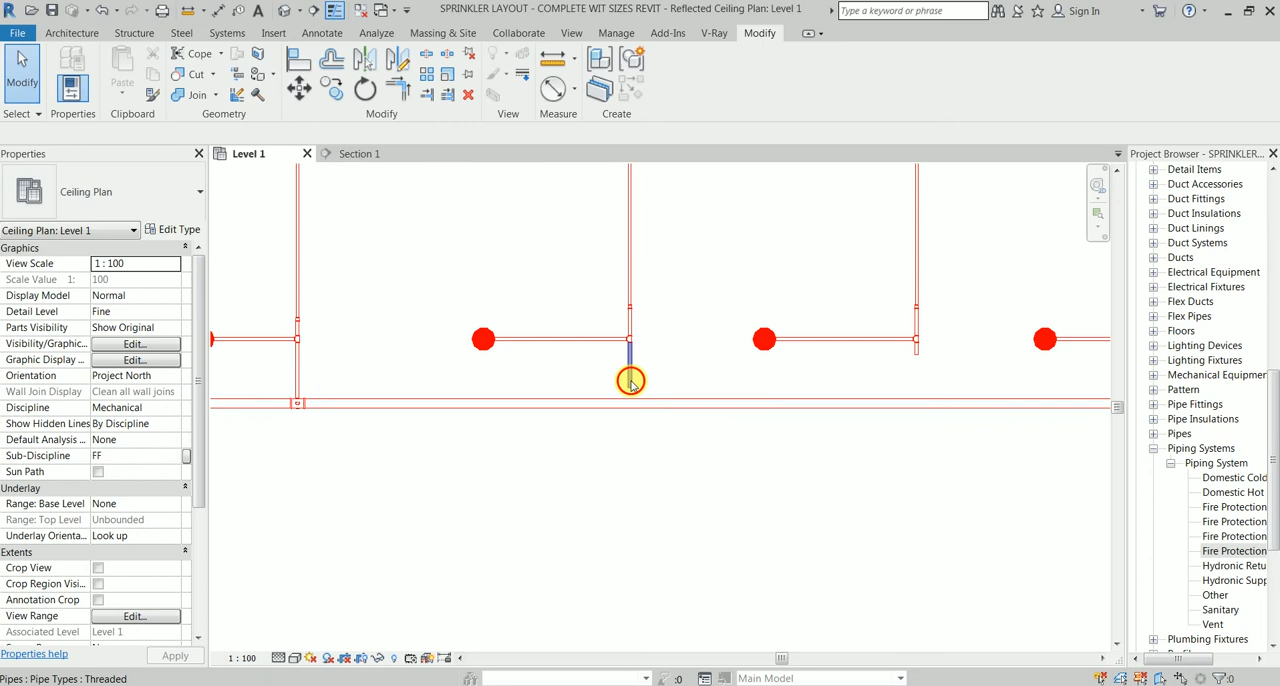 SPRINKLER LAYOUT - COMPLETE WIT SIZES REVIT - Reflected Ceiling Plan: Level 1
Type a keyword or phrase
Sign In
File Architecture Structure Steel Systems Insert Annotate Analyze Massing & Site Collaborate View Manage Add-Ins V-Ray Modify
Modify
Paste
Cope
Cut
Join
Select Properties Clipboard Geometry Modify View Measure Create
Properties
Level 1
Section 1
Project Browser - SPRINKLER...
Ceiling Plan
Ceiling Plan: Level 1
Edit Type
Graphics
View Scale 1 : 100
Scale Value 1: 100
Display Model Normal
Detail Level Fine
Parts Visibility Show Original
Visibility/Graphic... Edit...
Graphic Display ... Edit...
Orientation Project North
Wall Join Display Clean all wall joins
Discipline Mechanical
Show Hidden Lines By Discipline
Default Analysis ... None
Sub-Discipline FF
Sun Path
Underlay
Range: Base Level None
Range: Top Level Unbounded
Underlay Orienta... Look up
Extents
Crop View
Crop Region Visi...
Annotation Crop
View Range Edit...
Associated Level Level 1
Properties help
Apply
Detail Items
Duct Accessories
Duct Fittings
Duct Insulations
Duct Linings
Duct Systems
Ducts
Electrical Equipment
Electrical Fixtures
Flex Ducts
Flex Pipes
Floors
Lighting Devices
Lighting Fixtures
Mechanical Equipmen
Pattern
Pipe Fittings
Pipe Insulations
Pipes
Piping Systems
Piping System
Domestic Cold
Domestic Hot
Fire Protection
Fire Protection
Fire Protection
Fire Protection
Hydronic Retu
Hydronic Supp
Other
Sanitary
Vent
Plumbing Fixtures
1 : 100
Pipes : Pipe Types : Threaded
:0
Main Model
:0